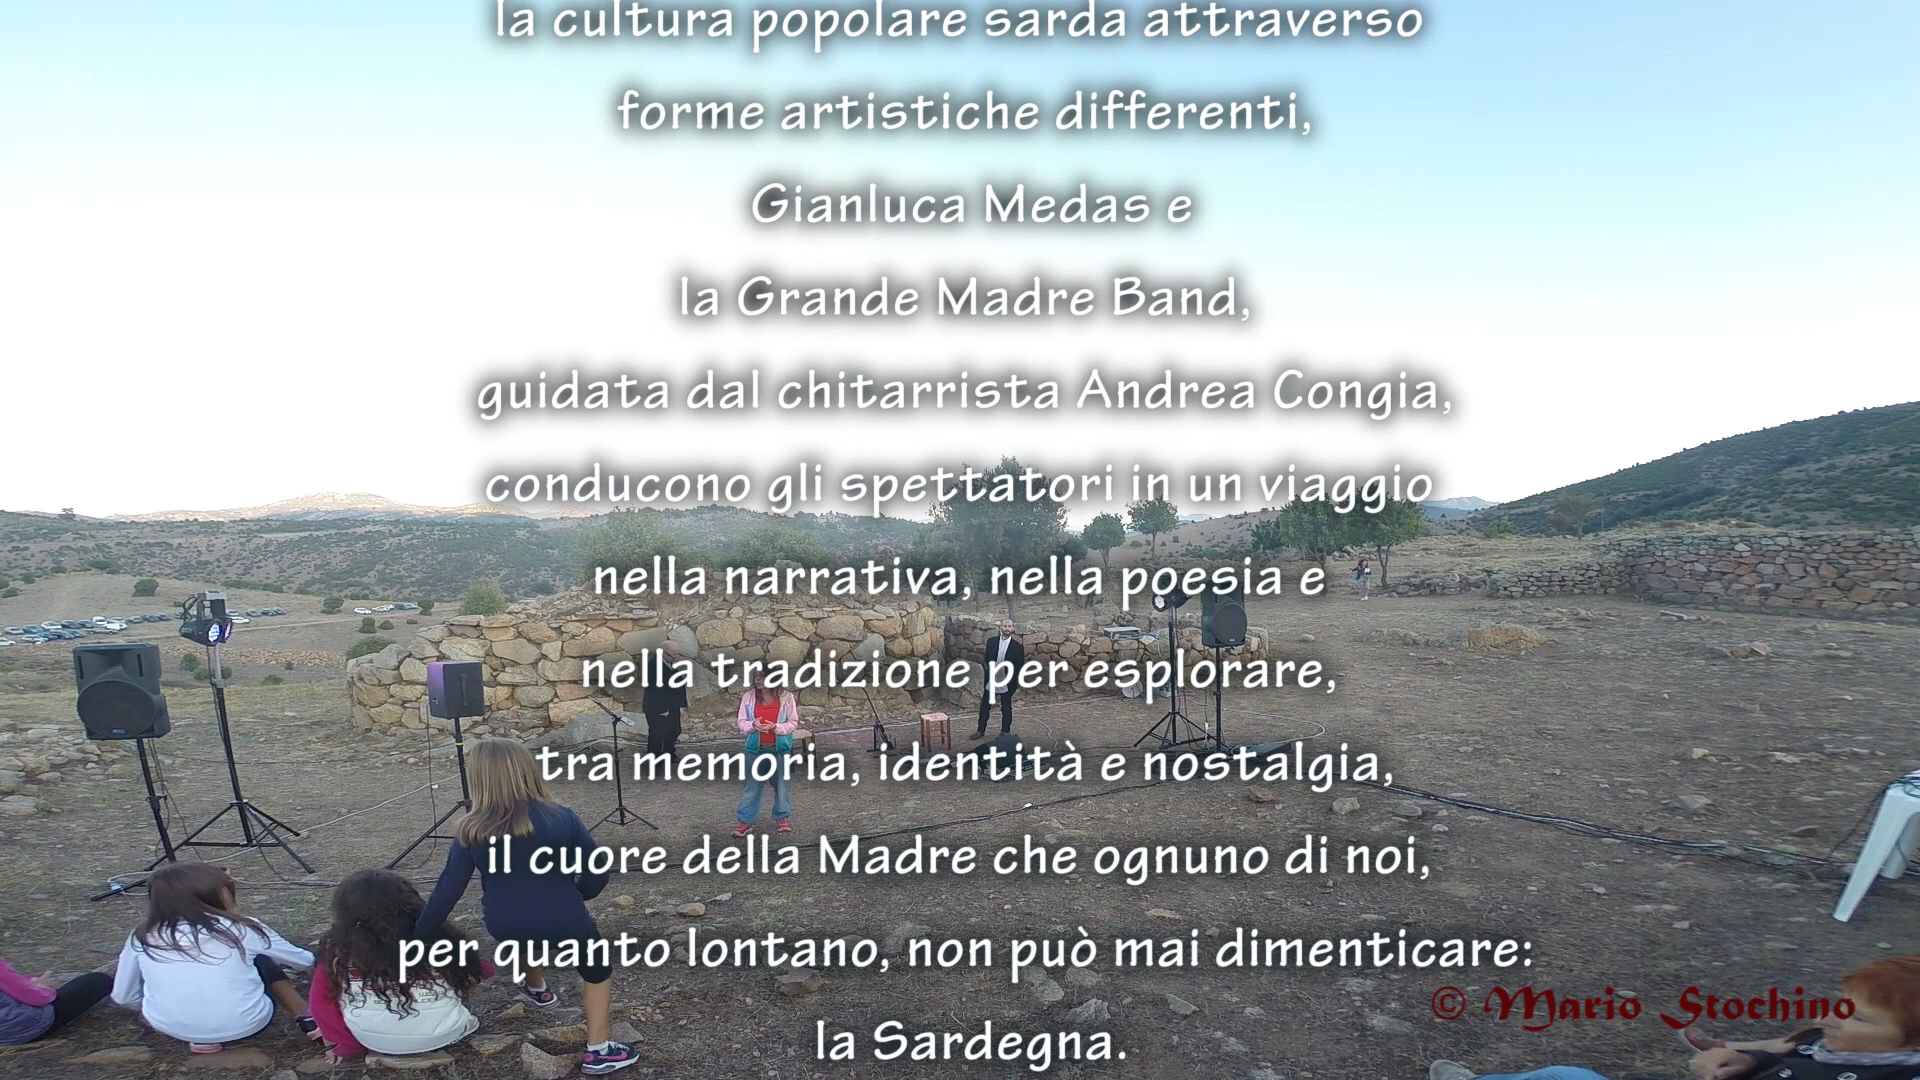 la cultura popolare sarda attraverso
forme artistiche differenti,
Gianluca Medas e
la Grande Madre Band,
guidata dal chitarrista Andrea Congia,
conducono gli spettatori in un viaggio
nella narrativa, nella poesia e
nella tradizione per esplorare,
tra memoria, identità e nostalgia,
il cuore della Madre che ognuno di noi,
per quanto lontano, non può mai dimenticare:
la Sardegna.
© Mario Stochino